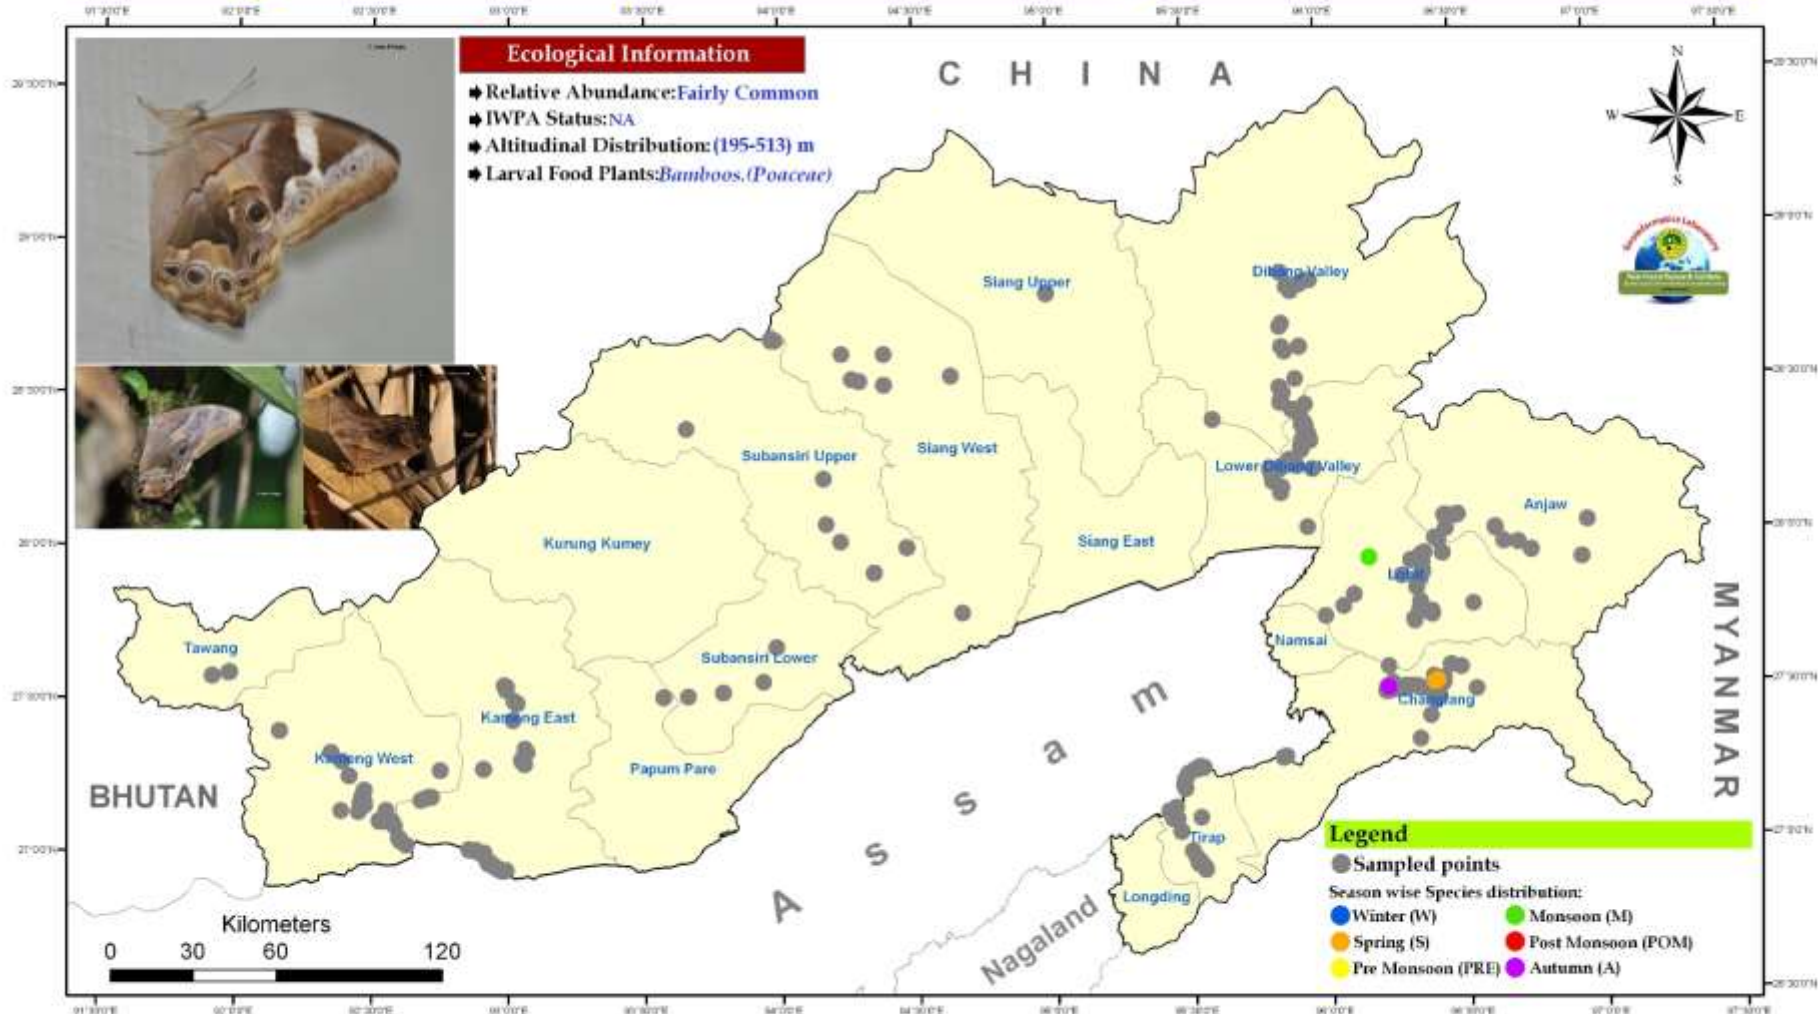 Ecological Information
Relative Abundance:Fairly Common
IWPA Status:NA
Altitudinal Distribution:(195-513) m
Larval Food Plants:Bamboos.(Poaceae)
C H I N A
N
W
E
S
Siang Upper
Dibang Valley
Subansiri Upper
Siang West
Lower Dibang Valley
Anjaw
Kurung Kumey
Siang East
Lohit
Tawang
Subansiri Lower
Namsai
Kameng East
Changlang
Kameng West
Papum Pare
BHUTAN
MYANMAR
Assam
Tirap
Longding
Nagaland
Kilometers
0 30 60 120
Legend
Sampled points
Season wise Species distribution:
Winter (W)
Monsoon (M)
Spring (S)
Post Monsoon (POM)
Pre Monsoon (PRE)
Autumn (A)